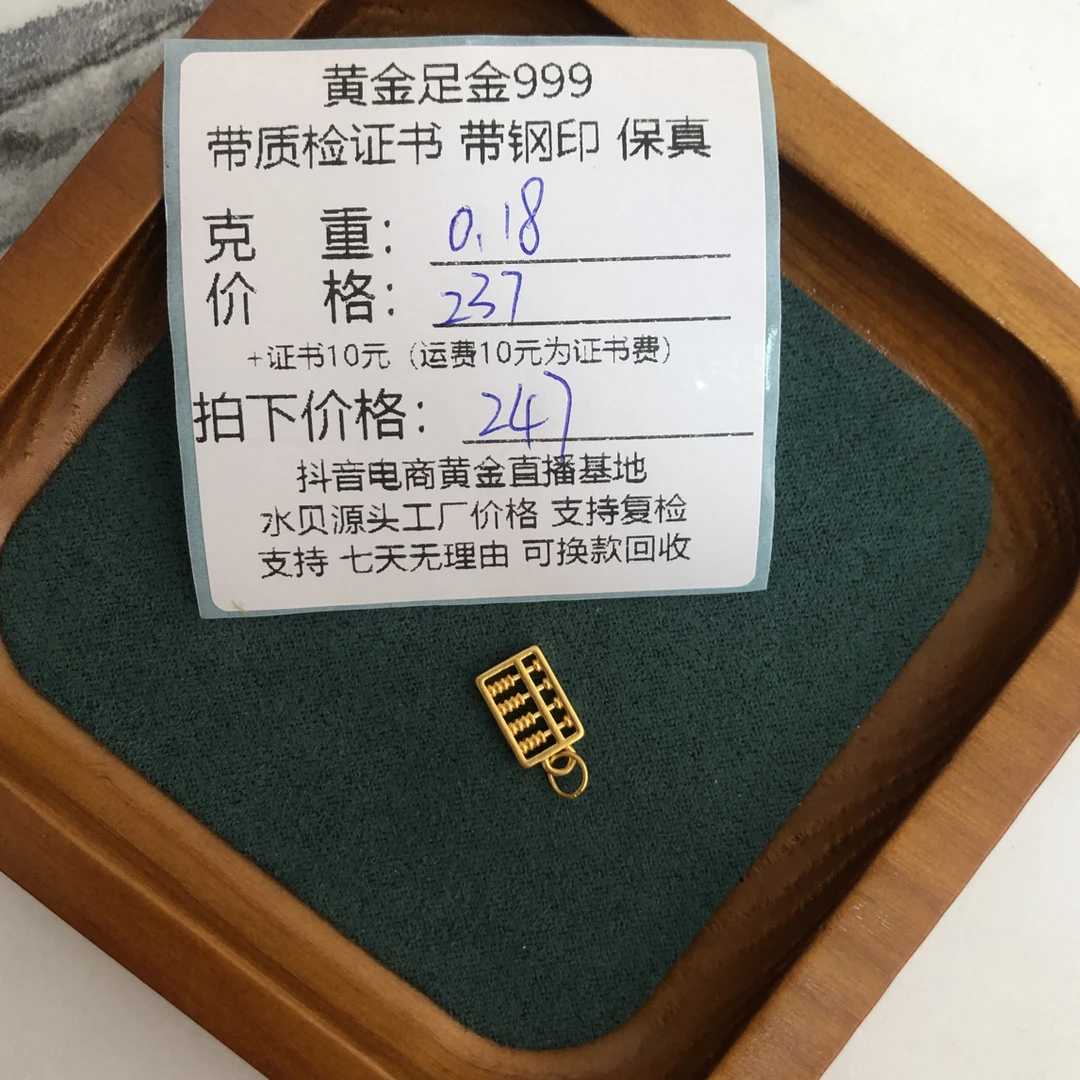 黄金足金999
带质检证书 带钢印 保真
克 重：0.18
价 格：237
+证书10元（运费10元为证书费）
拍下价格：247
抖音电商黄金直播基地
水贝源头工厂价格 支持复检
支持 七天无理由 可换款回收